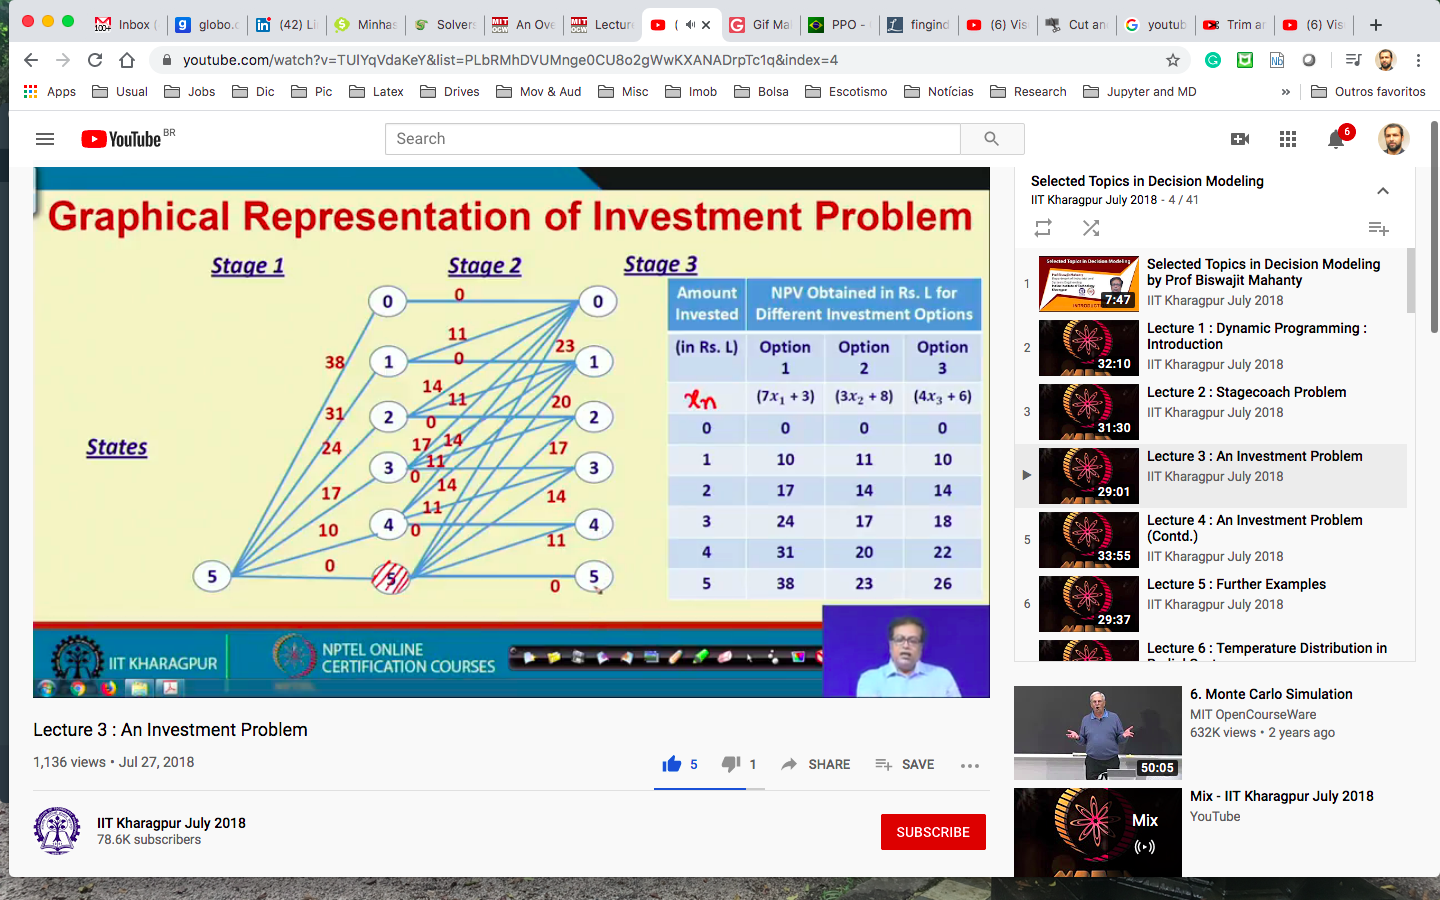 Inbox (
globo.c
(42) Li
Minhas
Solvers
An Ove
Lecture
(
Gif Mak
PPO -
fingind
(6) Vis
Cut and
youtub
Trim an
(6) Vis
youtube.com/watch?v=TUIYqVdaKeY&list=PLbRMhDVUMnge0CU8o2gWwKXANADrpTc1q&index=4
Apps Usual Jobs Dic Pic Latex Drives Mov & Aud Misc Imob Bolsa Escotismo Notícias Research Jupyter and MD » Outros favoritos
YouTube BR
Search
6
Graphical Representation of Investment Problem
Stage 1 Stage 2 Stage 3
States
0 0 0
11
38 1 0 23 1
14
31 2 11 20 2
0
24 17 14 17
3 11 3
0 14
17 14
11
10 4 0 4
11
0
5 5 0 5
Amount Invested NPV Obtained in Rs. L for Different Investment Options
(in Rs. L) Option 1 Option 2 Option 3
xn (7x₁ + 3) (3x₂ + 8) (4x₃ + 6)
0 0 0 0
1 10 11 10
2 17 14 14
3 24 17 18
4 31 20 22
5 38 23 26
IIT KHARAGPUR
NPTEL ONLINE
CERTIFICATION COURSES
Lecture 3 : An Investment Problem
1,136 views • Jul 27, 2018
5 1 SHARE SAVE
IIT Kharagpur July 2018
78.6K subscribers
SUBSCRIBE
Selected Topics in Decision Modeling
IIT Kharagpur July 2018 - 4 / 41
1
7:47
Selected Topics in Decision Modeling
by Prof Biswajit Mahanty
IIT Kharagpur July 2018
2
32:10
Lecture 1 : Dynamic Programming :
Introduction
IIT Kharagpur July 2018
3
31:30
Lecture 2 : Stagecoach Problem
IIT Kharagpur July 2018
29:01
Lecture 3 : An Investment Problem
IIT Kharagpur July 2018
5
33:55
Lecture 4 : An Investment Problem
(Contd.)
IIT Kharagpur July 2018
6
29:37
Lecture 5 : Further Examples
IIT Kharagpur July 2018
Lecture 6 : Temperature Distribution in
50:05
6. Monte Carlo Simulation
MIT OpenCourseWare
632K views • 2 years ago
Mix
Mix - IIT Kharagpur July 2018
YouTube